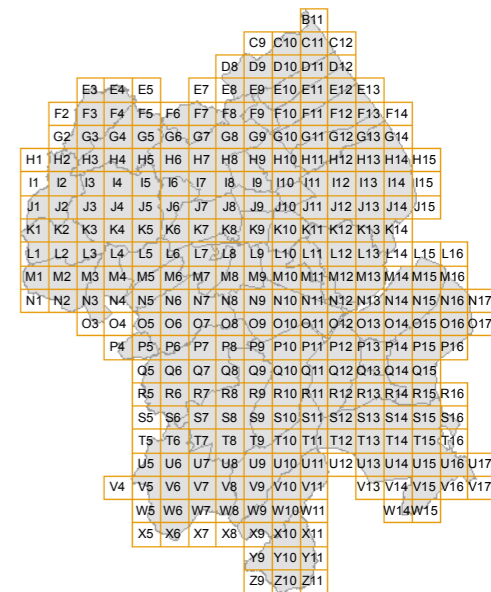 B11
C9 C10 C11 C12
D8 D9 D10 D11 D12
E3 E4 E5 E7 E8 E9 E10 E11 E12 E13
F2 F3 F4 F5 F6 F7 F8 F9 F10 F11 F12 F13 F14
G2 G3 G4 G5 G6 G7 G8 G9 G10 G11 G12 G13 G14
H1 H2 H3 H4 H5 H6 H7 H8 H9 H10 H11 H12 H13 H14 H15
I1 I2 I3 I4 I5 I6 I7 I8 I9 I10 I11 I12 I13 I14 I15
J1 J2 J3 J4 J5 J6 J7 J8 J9 J10 J11 J12 J13 J14 J15
K1 K2 K3 K4 K5 K6 K7 K8 K9 K10 K11 K12 K13 K14
L1 L2 L3 L4 L5 L6 L7 L8 L9 L10 L11 L12 L13 L14 L15 L16
M1 M2 M3 M4 M5 M6 M7 M8 M9 M10 M11 M12 M13 M14 M15 M16
N1 N2 N3 N4 N5 N6 N7 N8 N9 N10 N11 N12 N13 N14 N15 N16 N17
O3 O4 O5 O6 O7 O8 O9 O10 O11 O12 O13 O14 O15 O16 O17
P4 P5 P6 P7 P8 P9 P10 P11 P12 P13 P14 P15 P16
Q5 Q6 Q7 Q8 Q9 Q10 Q11 Q12 Q13 Q14 Q15
R5 R6 R7 R8 R9 R10 R11 R12 R13 R14 R15 R16
S5 S6 S7 S8 S9 S10 S11 S12 S13 S14 S15 S16
T5 T6 T7 T8 T9 T10 T11 T12 T13 T14 T15 T16
U5 U6 U7 U8 U9 U10 U11 U12 U13 U14 U15 U16 U17
V4 V5 V6 V7 V8 V9 V10 V11 V13 V14 V15 V16 V17
W5 W6 W7 W8 W9 W10 W11 W14 W15
X5 X6 X7 X8 X9 X10 X11
Y9 Y10 Y11
Z9 Z10 Z11